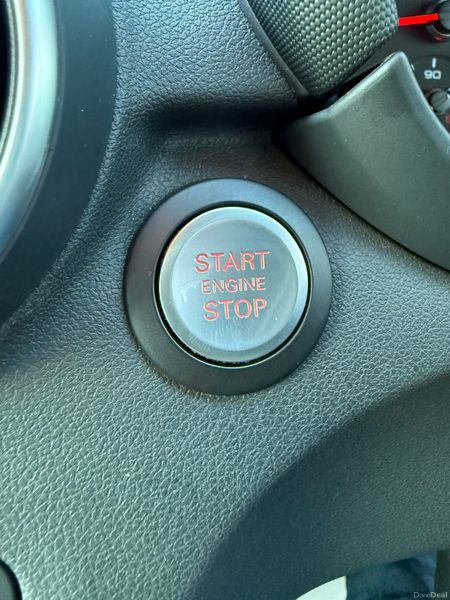 90
START
ENGINE
STOP
DoneDeal